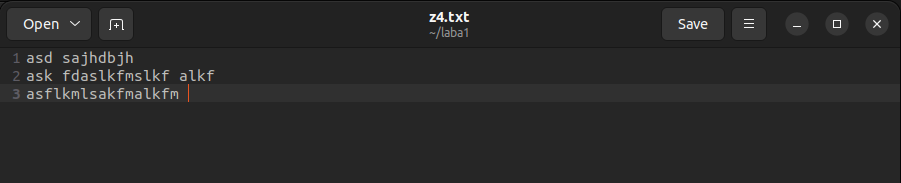 Open
z4.txt
~/laba1
Save
1 asd sajhdbjh
2 ask fdaslkfmslkf alkf
3 asflkmlsakfmalkfm